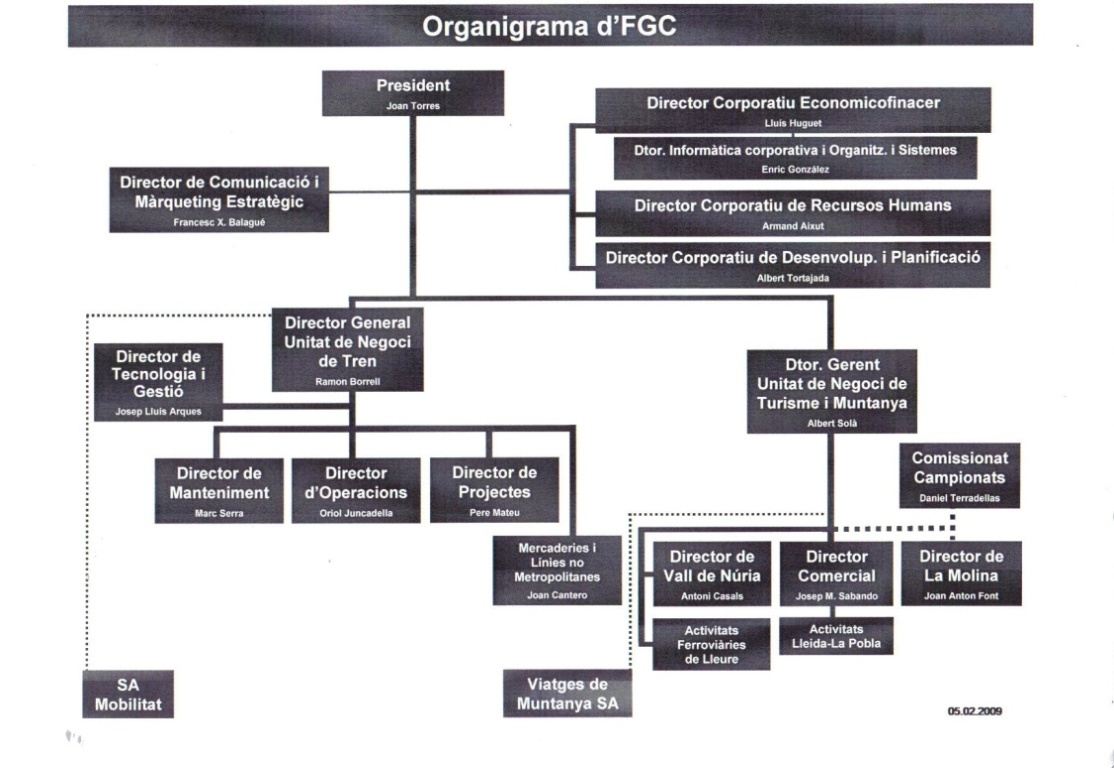 Organigrama d’FGC
President
Joan Torres
Director Corporatiu Economicofinacer
Lluis Huguet
Dtor. Informàtica corporativa i Organitz. i Sistemes
Enric González
Director de Comunicació i
Màrqueting Estratègic
Francesc X. Balagué
Director Corporatiu de Recursos Humans
Armand Aixut
Director Corporatiu de Desenvolup. i Planificació
Albert Tortajada
Director General
Unitat de Negoci
de Tren
Ramon Borrell
Director de
Tecnologia i
Gestió
Josep Lluis Arques
Dtor. Gerent
Unitat de Negoci de
Turisme i Muntanya
Albert Solà
Director de
Manteniment
Marc Serra
Director
d’Operacions
Oriol Juncadella
Director de
Projectes
Pere Mateu
Comissionat
Campionats
Daniel Terradellas
Mercaderies i
Línies no
Metropolitanes
Joan Cantero
Director de
Vall de Núria
Antoni Casals
Director
Comercial
Josep M. Sabando
Director de
La Molina
Joan Anton Font
Activitats
Ferroviàries
de Lleure
Activitats
Lleida-La Pobla
SA
Mobilitat
Viatges de
Muntanya SA
05.02.2009